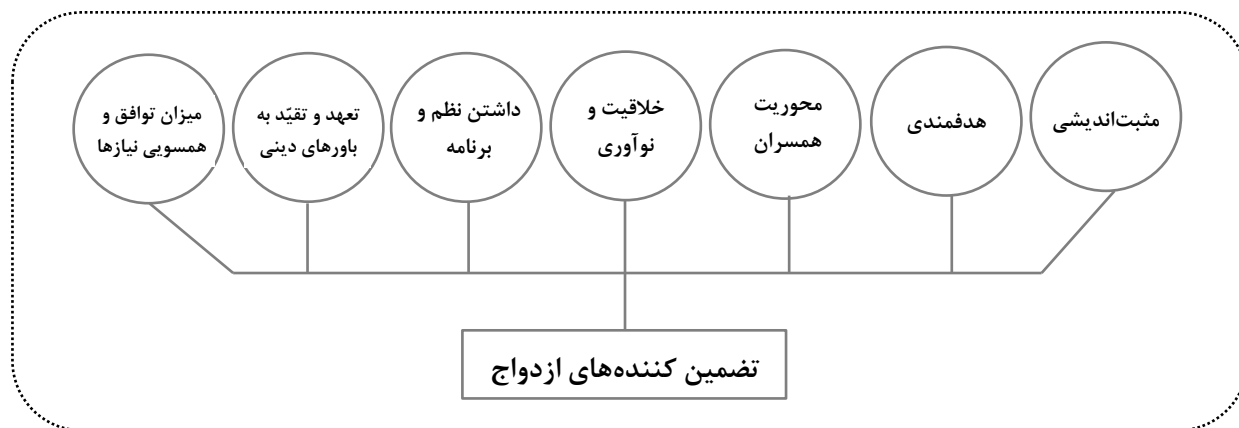 مثبت‌اندیشی
هدفمندی
محوریت
همسران
خلاقیت و
نوآوری
داشتن نظم و
برنامه
تعهد و تقیّد به
باورهای دینی
میزان توافق و
همسویی نیازها
تضمین کننده‌های ازدواج